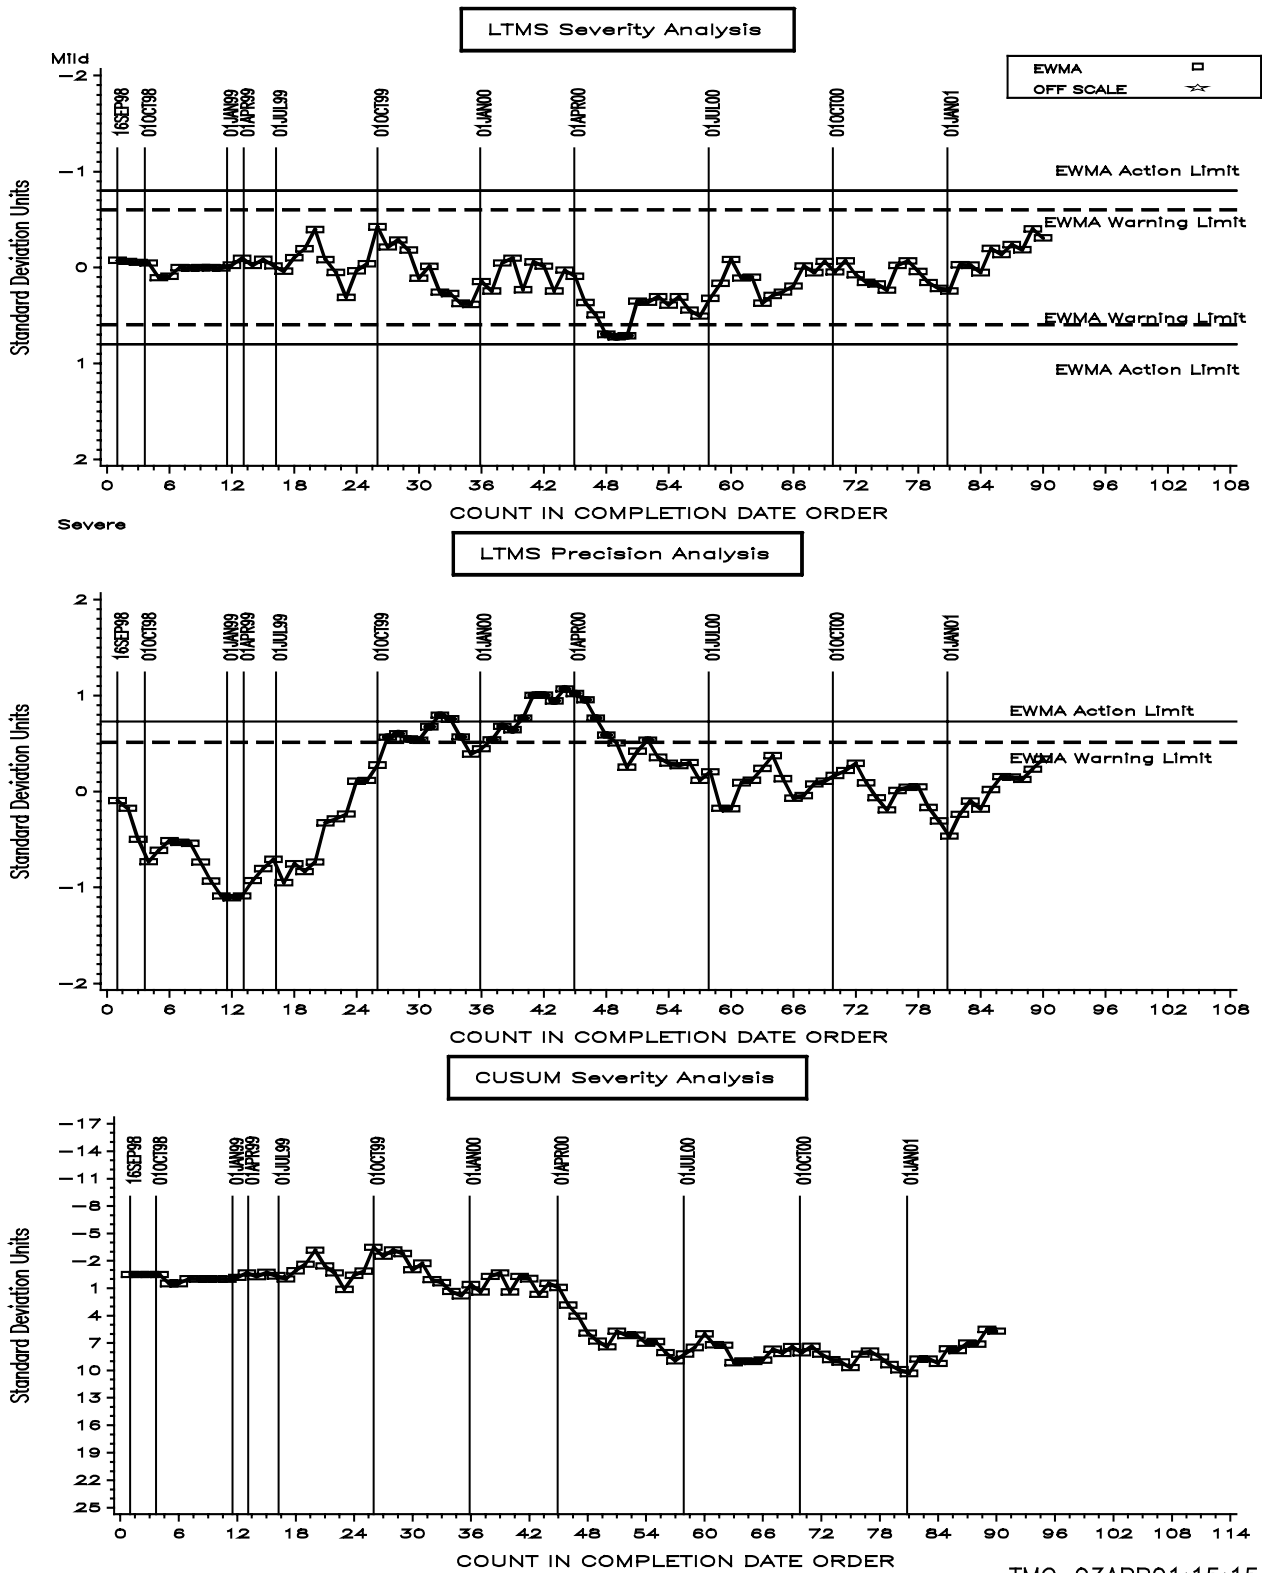 LTMS Severity Analysis
Mild
EWMA
OFF SCALE
-2
-1
0
1
2
Standard Deviation Units
16SEP98
01OCT98
01JAN99
01APR99
01JUL99
01OCT99
01JAN00
01APR00
01JUL00
01OCT00
01JAN01
EWMA Action Limit
EWMA Warning Limit
EWMA Warning Limit
EWMA Action Limit
0 6 12 18 24 30 36 42 48 54 60 66 72 78 84 90 96 102 108
COUNT IN COMPLETION DATE ORDER
Severe
LTMS Precision Analysis
2
1
0
-1
-2
Standard Deviation Units
16SEP98
01OCT98
01JAN99
01APR99
01JUL99
01OCT99
01JAN00
01APR00
01JUL00
01OCT00
01JAN01
EWMA Action Limit
EWMA Warning Limit
0 6 12 18 24 30 36 42 48 54 60 66 72 78 84 90 96 102 108
COUNT IN COMPLETION DATE ORDER
CUSUM Severity Analysis
-17
-14
-11
-8
-5
-2
1
4
7
10
13
16
19
22
25
Standard Deviation Units
16SEP98
01OCT98
01JAN99
01APR99
01JUL99
01OCT99
01JAN00
01APR00
01JUL00
01OCT00
01JAN01
0 6 12 18 24 30 36 42 48 54 60 66 72 78 84 90 96 102 108 114
COUNT IN COMPLETION DATE ORDER